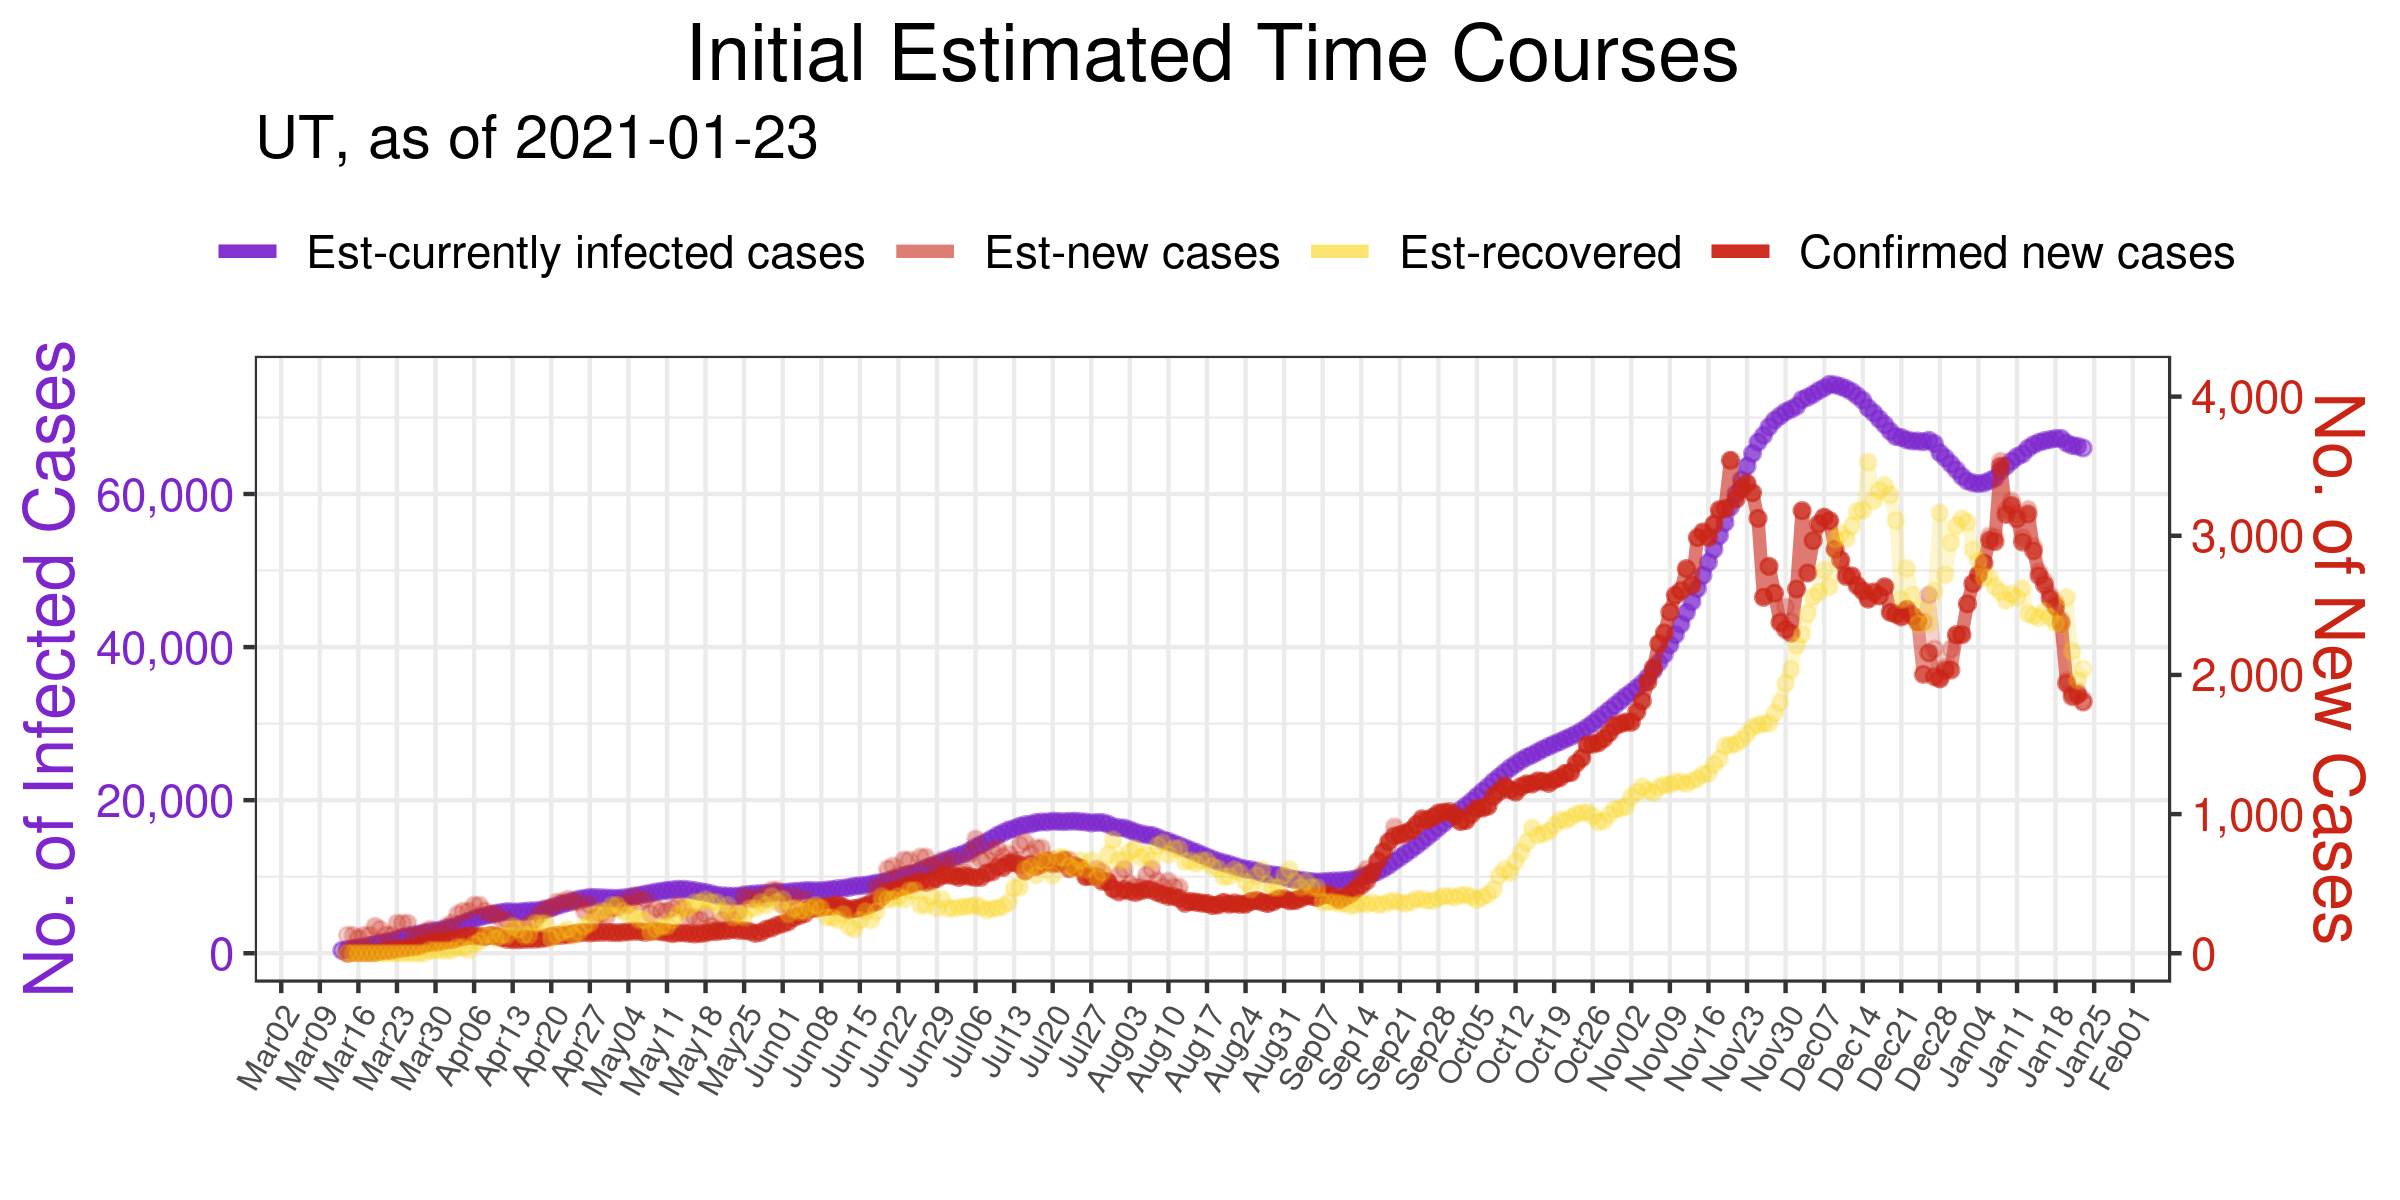 Initial Estimated Time Courses
UT, as of 2021-01-23
Est-currently infected cases Est-new cases Est-recovered Confirmed new cases
No. of Infected Cases
60,000
40,000
20,000
0
4,000
3,000
2,000
1,000
0
No. of New Cases
Mar02 Mar09 Mar16 Mar23 Mar30 Apr06 Apr13 Apr20 Apr27 May04 May11 May18 May25 Jun01 Jun08 Jun15 Jun22 Jun29 Jul06 Jul13 Jul20 Jul27 Aug03 Aug10 Aug17 Aug24 Aug31 Sep07 Sep14 Sep21 Sep28 Oct05 Oct12 Oct19 Oct26 Nov02 Nov09 Nov16 Nov23 Nov30 Dec07 Dec14 Dec21 Dec28 Jan04 Jan11 Jan18 Jan25 Feb01